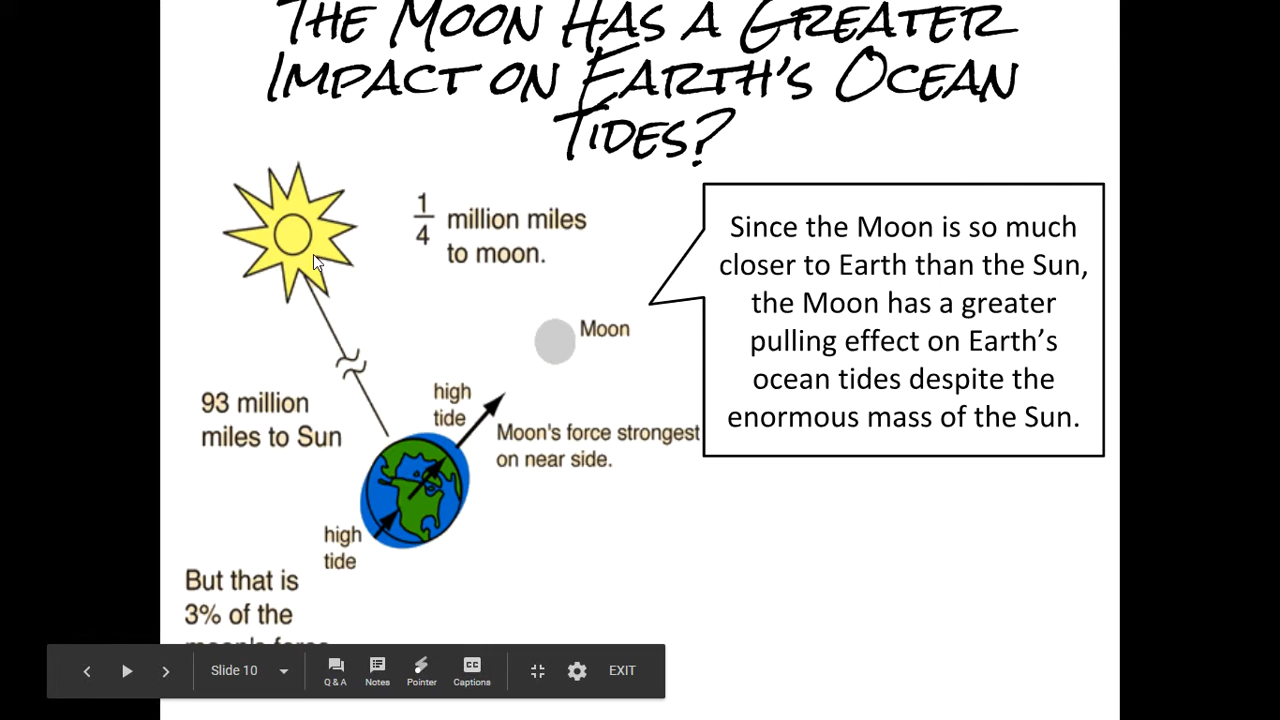 The Moon Has a Greater
Impact on Earth's Ocean
Tides?
1/4 million miles
to moon.
Since the Moon is so much
closer to Earth than the Sun,
the Moon has a greater
pulling effect on Earth's
ocean tides despite the
enormous mass of the Sun.
Moon
93 million
miles to Sun
high
tide
Moon's force strongest
on near side.
high
tide
But that is
3% of the
Slide 10
Q & A
Notes
Pointer
CC
Captions
EXIT